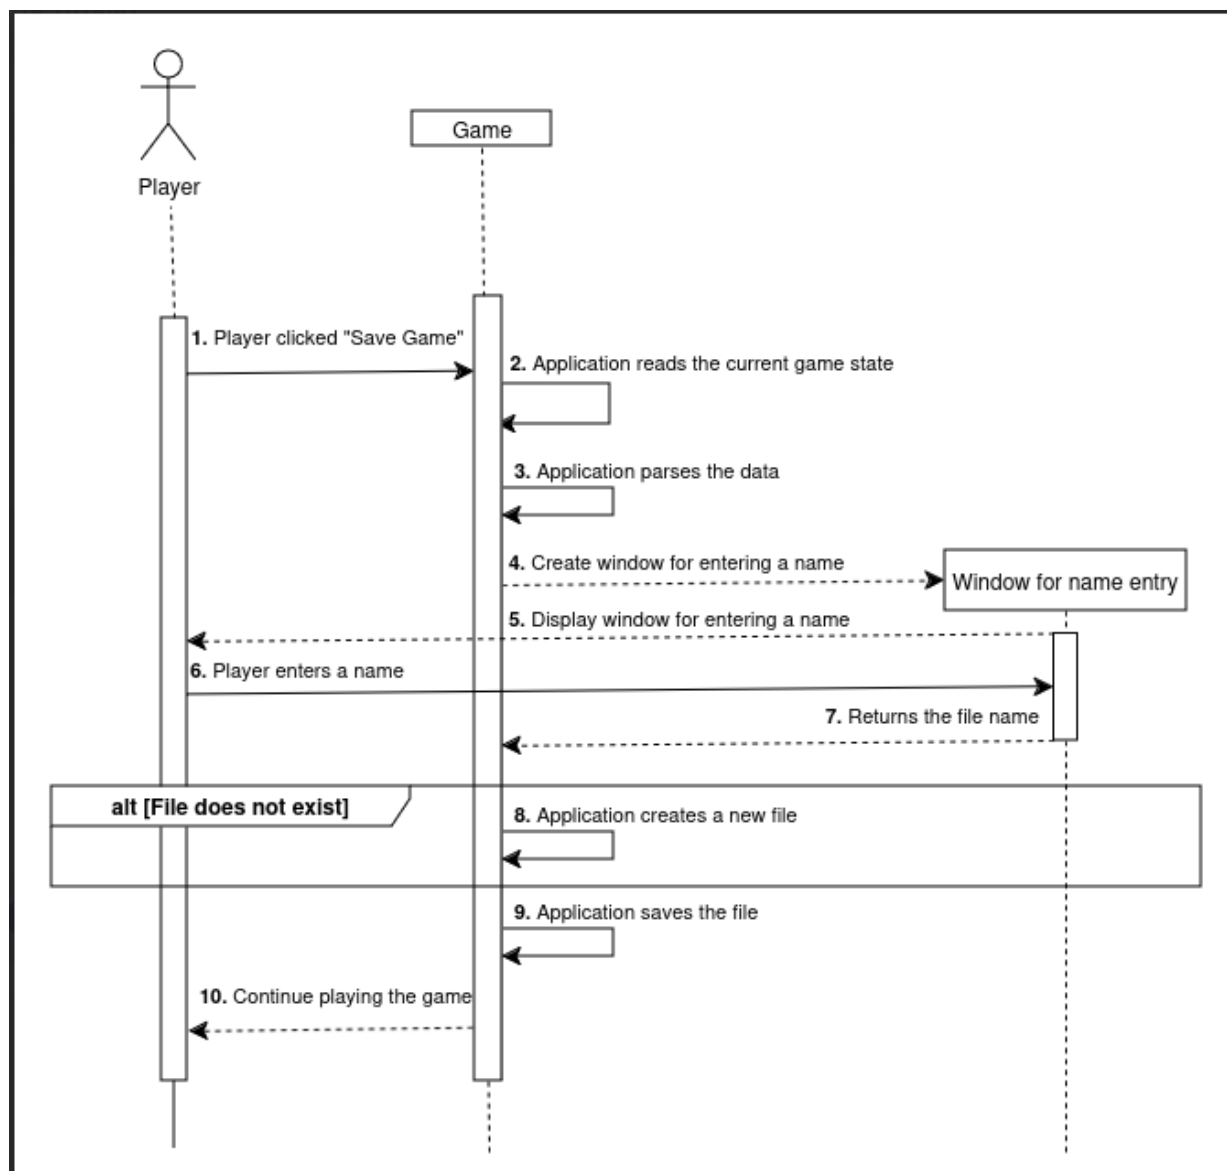 Game
Player
1. Player clicked "Save Game"
2. Application reads the current game state
3. Application parses the data
4. Create window for entering a name
Window for name entry
5. Display window for entering a name
6. Player enters a name
7. Returns the file name
alt [File does not exist]
8. Application creates a new file
9. Application saves the file
10. Continue playing the game